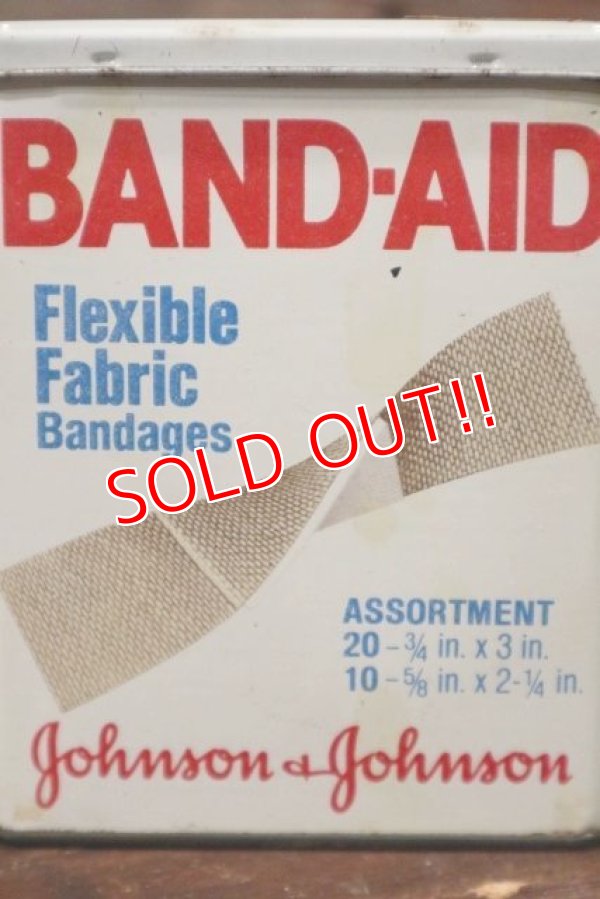 BAND-AID
Flexible
Fabric
Bandages
SOLD OUT!!
ASSORTMENT
20 - 3/4 in. x 3 in.
10 - 5/8 in. x 2-1/4 in.
Johnson & Johnson